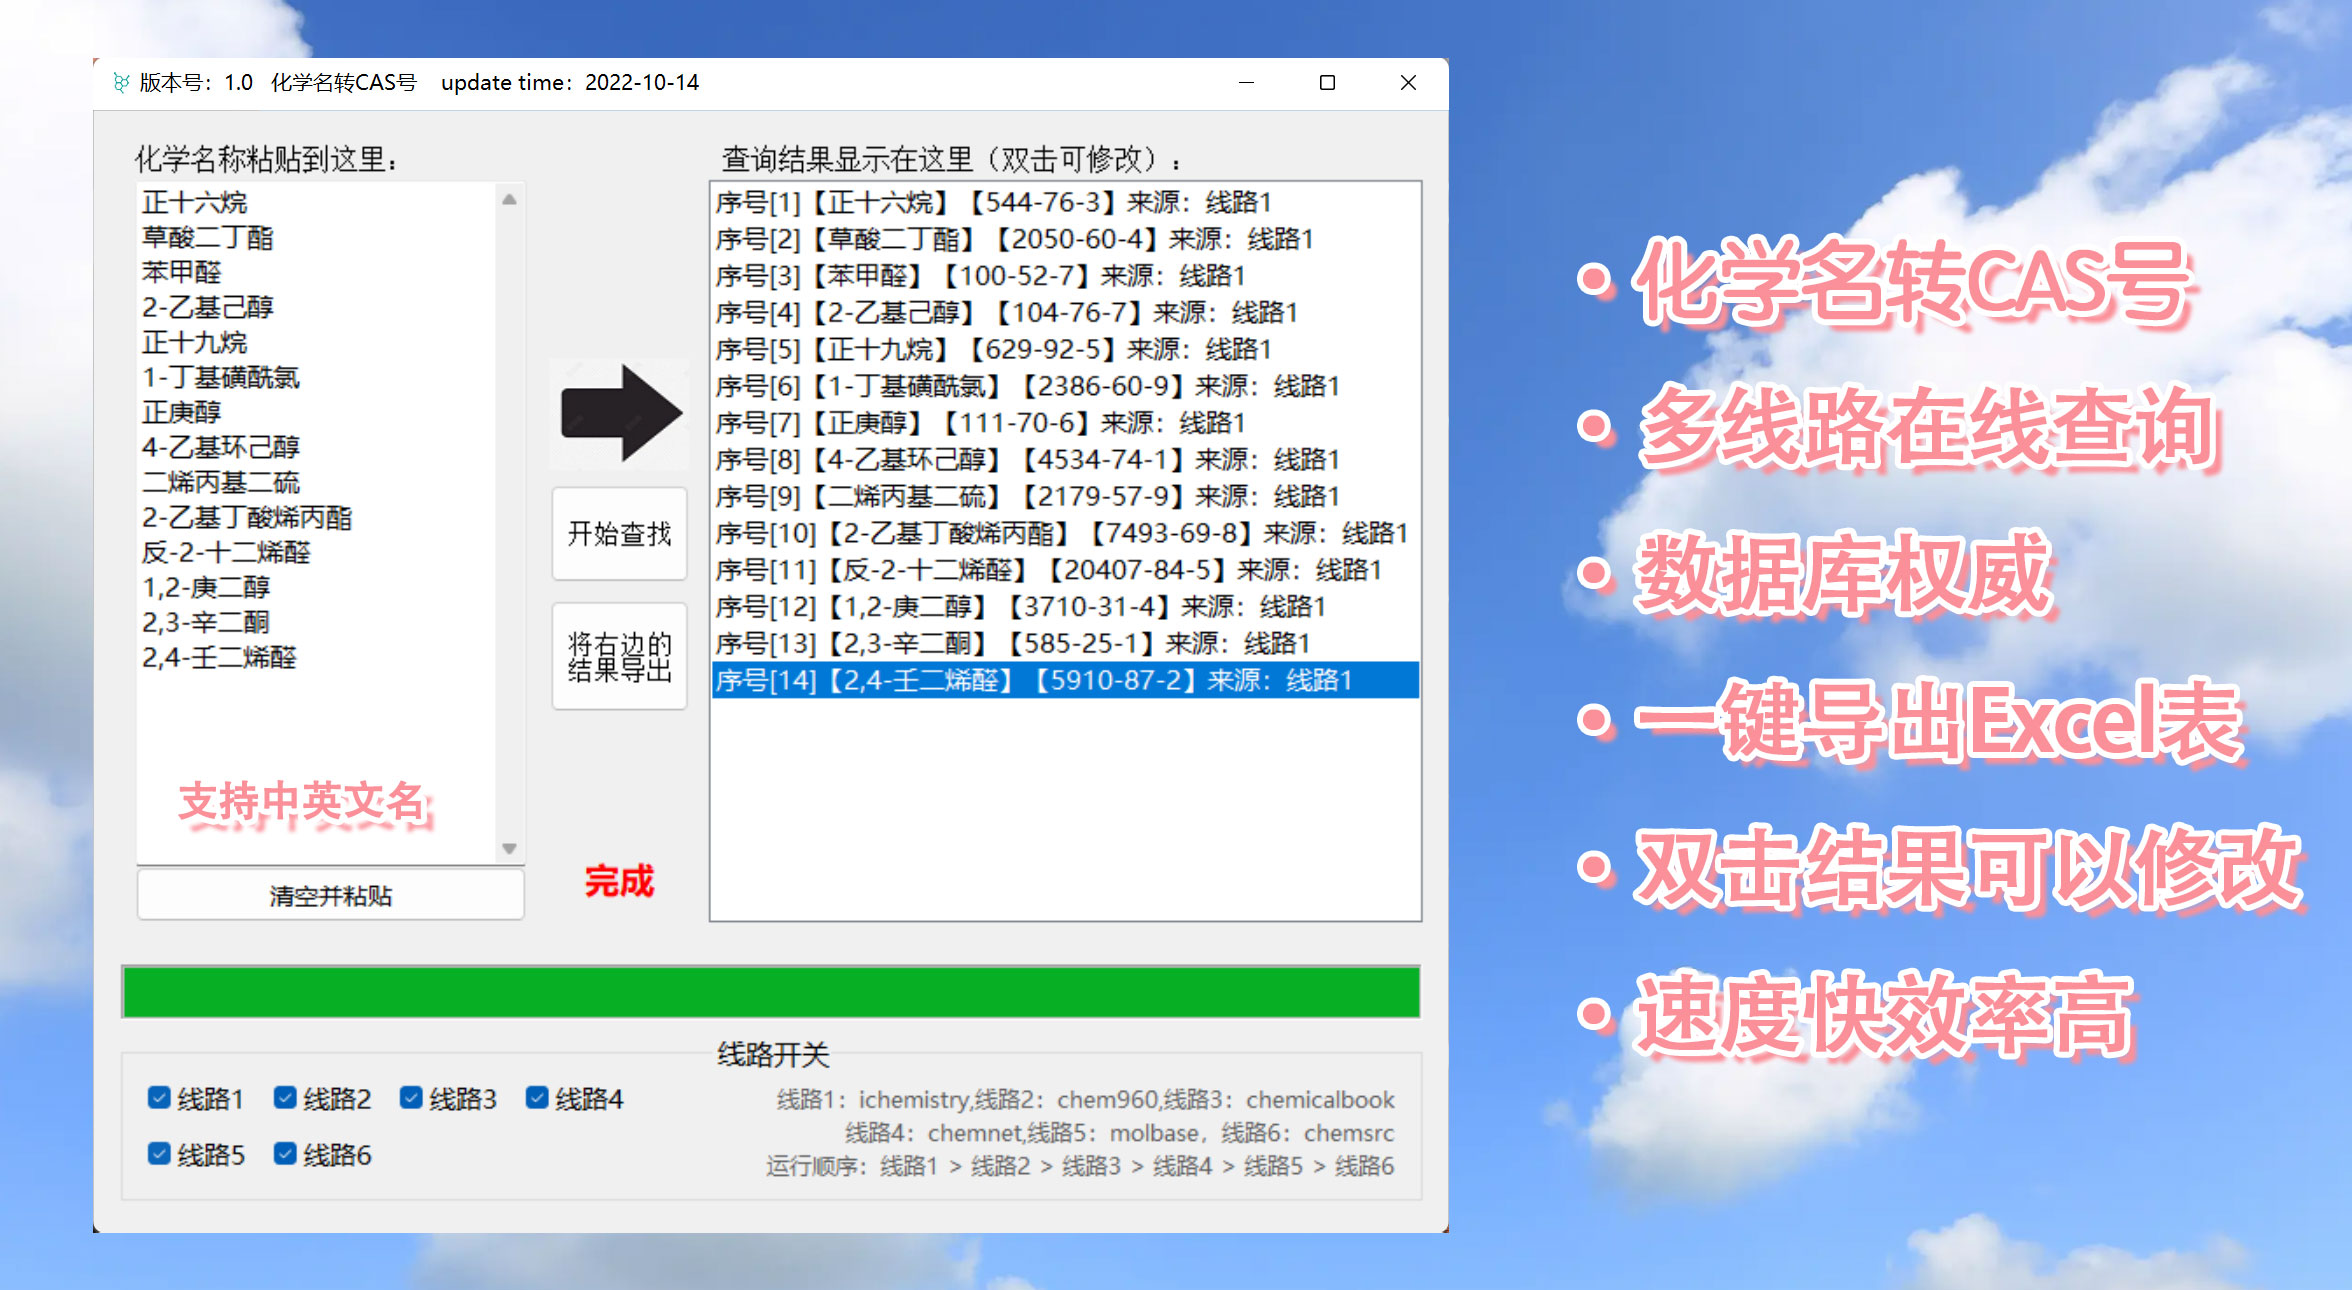 版本号：1.0 化学名转CAS号 update time：2022-10-14
化学名称粘贴到这里：
正十六烷
草酸二丁酯
苯甲醛
2-乙基己醇
正十九烷
1-丁基磺酰氯
正庚醇
4-乙基环己醇
二烯丙基二硫
2-乙基丁酸烯丙酯
反-2-十二烯醛
1,2-庚二醇
2,3-辛二酮
2,4-壬二烯醛
支持中英文名
清空并粘贴
开始查找
将右边的
结果导出
完成
查询结果显示在这里（双击可修改）：
序号[1]【正十六烷】【544-76-3】来源：线路1
序号[2]【草酸二丁酯】【2050-60-4】来源：线路1
序号[3]【苯甲醛】【100-52-7】来源：线路1
序号[4]【2-乙基己醇】【104-76-7】来源：线路1
序号[5]【正十九烷】【629-92-5】来源：线路1
序号[6]【1-丁基磺酰氯】【2386-60-9】来源：线路1
序号[7]【正庚醇】【111-70-6】来源：线路1
序号[8]【4-乙基环己醇】【4534-74-1】来源：线路1
序号[9]【二烯丙基二硫】【2179-57-9】来源：线路1
序号[10]【2-乙基丁酸烯丙酯】【7493-69-8】来源：线路1
序号[11]【反-2-十二烯醛】【20407-84-5】来源：线路1
序号[12]【1,2-庚二醇】【3710-31-4】来源：线路1
序号[13]【2,3-辛二酮】【585-25-1】来源：线路1
序号[14]【2,4-壬二烯醛】【5910-87-2】来源：线路1
线路开关
线路1 线路2 线路3 线路4
线路5 线路6
线路1：ichemistry,线路2：chem960,线路3：chemicalbook
线路4：chemnet,线路5：molbase，线路6：chemsrc
运行顺序：线路1 > 线路2 > 线路3 > 线路4 > 线路5 > 线路6
• 化学名转CAS号
• 多线路在线查询
• 数据库权威
• 一键导出Excel表
• 双击结果可以修改
• 速度快效率高